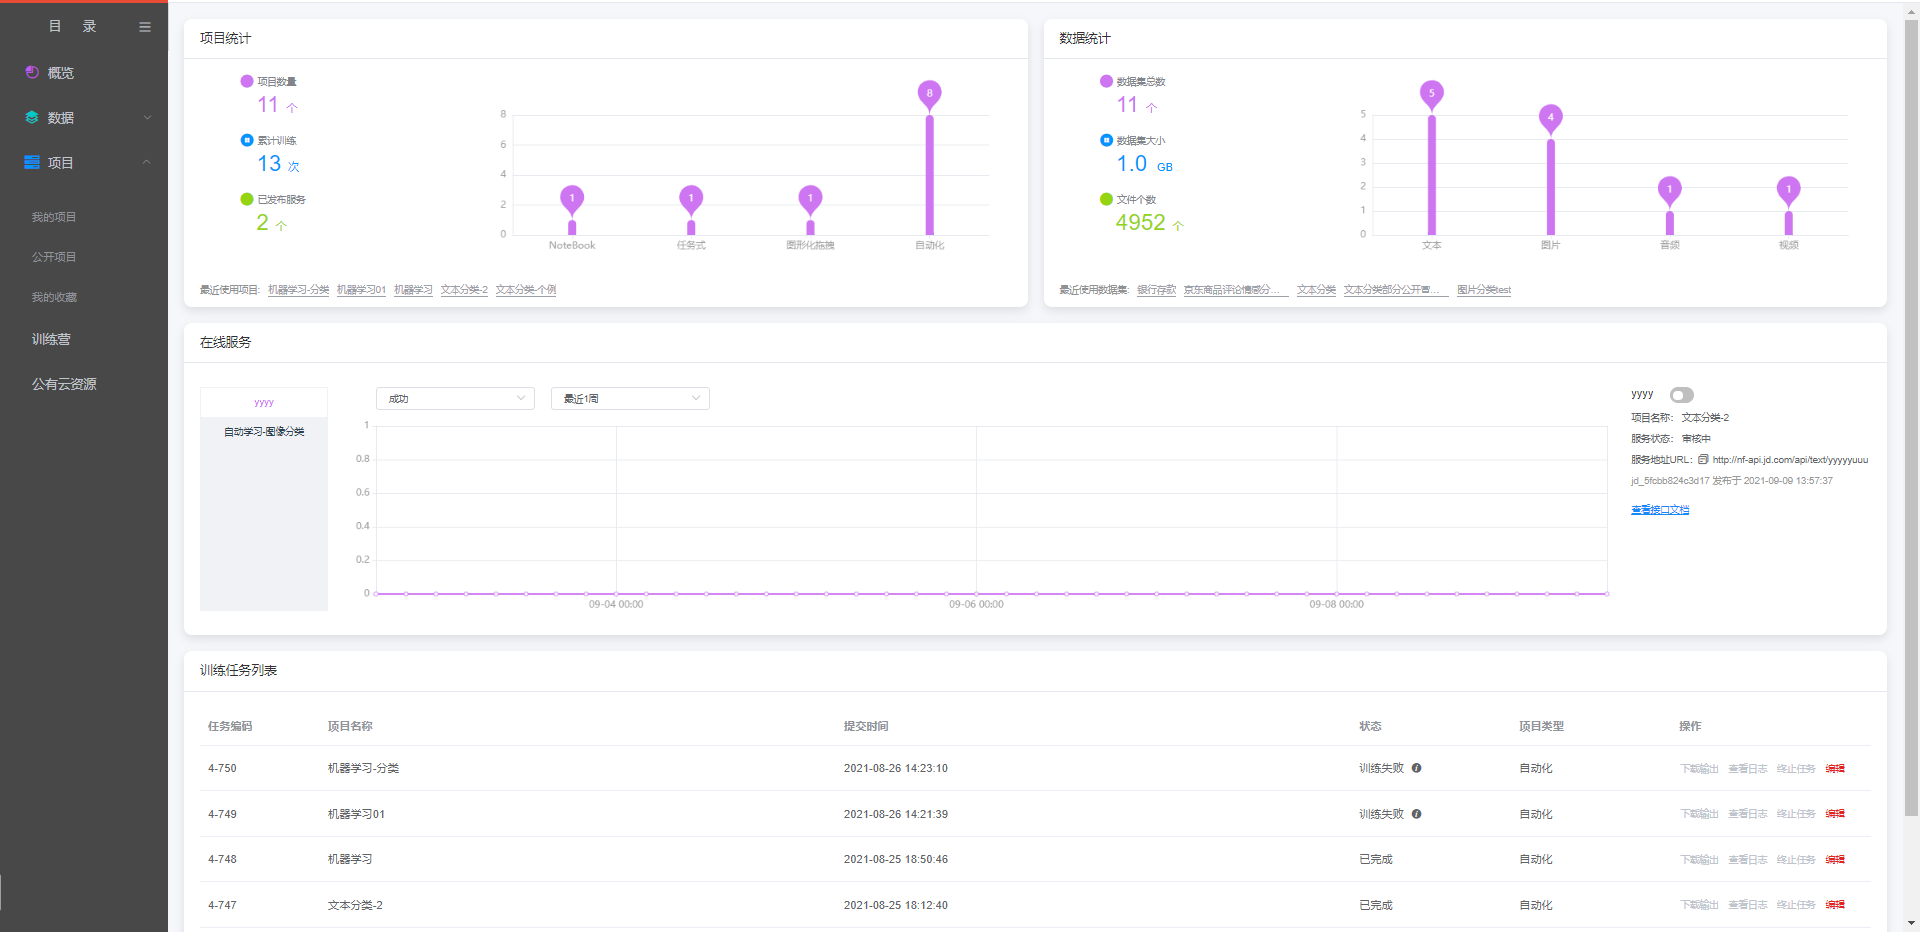 目 录
概览
数据
项目
我的项目
公开项目
我的收藏
训练营
公有云资源
项目统计
项目数量
11 个
累计训练
13 次
已发布服务
2 个
8
6
4
2
0
1
1
1
8
NoteBook
任务式
图形化拖拽
自动化
最近使用项目: 机器学习-分类 机器学习01 机器学习 文本分类-2 文本分类-个例
数据统计
数据集总数
11 个
数据集大小
1.0 GB
文件个数
4952 个
5
4
3
2
1
0
5
4
1
1
文本
图片
音频
视频
最近使用数据集: 银行存款 京东商品评论情感分... 文本分类 文本分类部分公开 图片分类test
在线服务
yyyy
自动学习-图像分类
成功
最近1周
1
0.8
0.6
0.4
0.2
0
09-04 00:00
09-06 00:00
09-08 00:00
yyyy
项目名称: 文本分类-2
服务状态: 审核中
服务地址URL: http://nf-api.jd.com/api/text/yyyyyuuu
jd_5fcbb824c3d17 发布于 2021-09-09 13:57:37
查看接口文档
训练任务列表
任务编码 项目名称 提交时间 状态 项目类型 操作
4-750 机器学习-分类 2021-08-26 14:23:10 训练失败 自动化 下载输出 查看日志 终止任务 编辑
4-749 机器学习01 2021-08-26 14:21:39 训练失败 自动化 下载输出 查看日志 终止任务 编辑
4-748 机器学习 2021-08-25 18:50:46 已完成 自动化 下载输出 查看日志 终止任务 编辑
4-747 文本分类-2 2021-08-25 18:12:40 已完成 自动化 下载输出 查看日志 终止任务 编辑